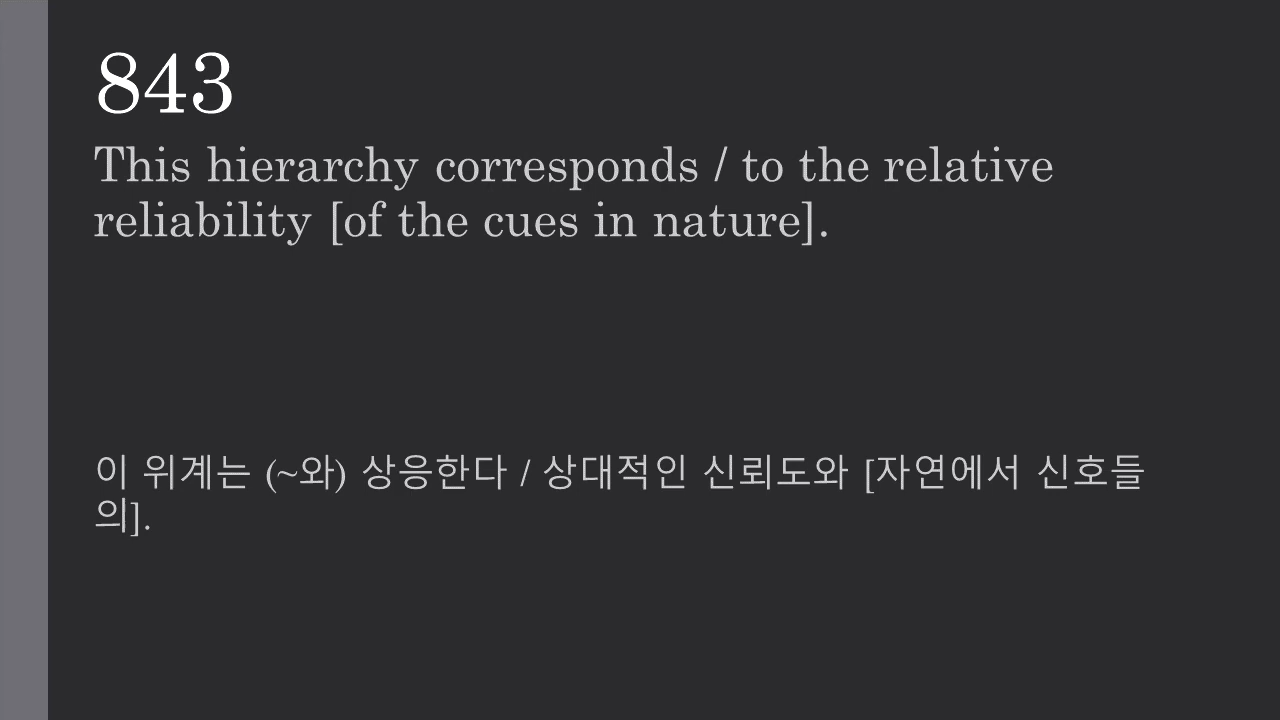 843
This hierarchy corresponds / to the relative
reliability [of the cues in nature].
이 위계는 (~와) 상응한다 / 상대적인 신뢰도와 [자연에서 신호들
의].